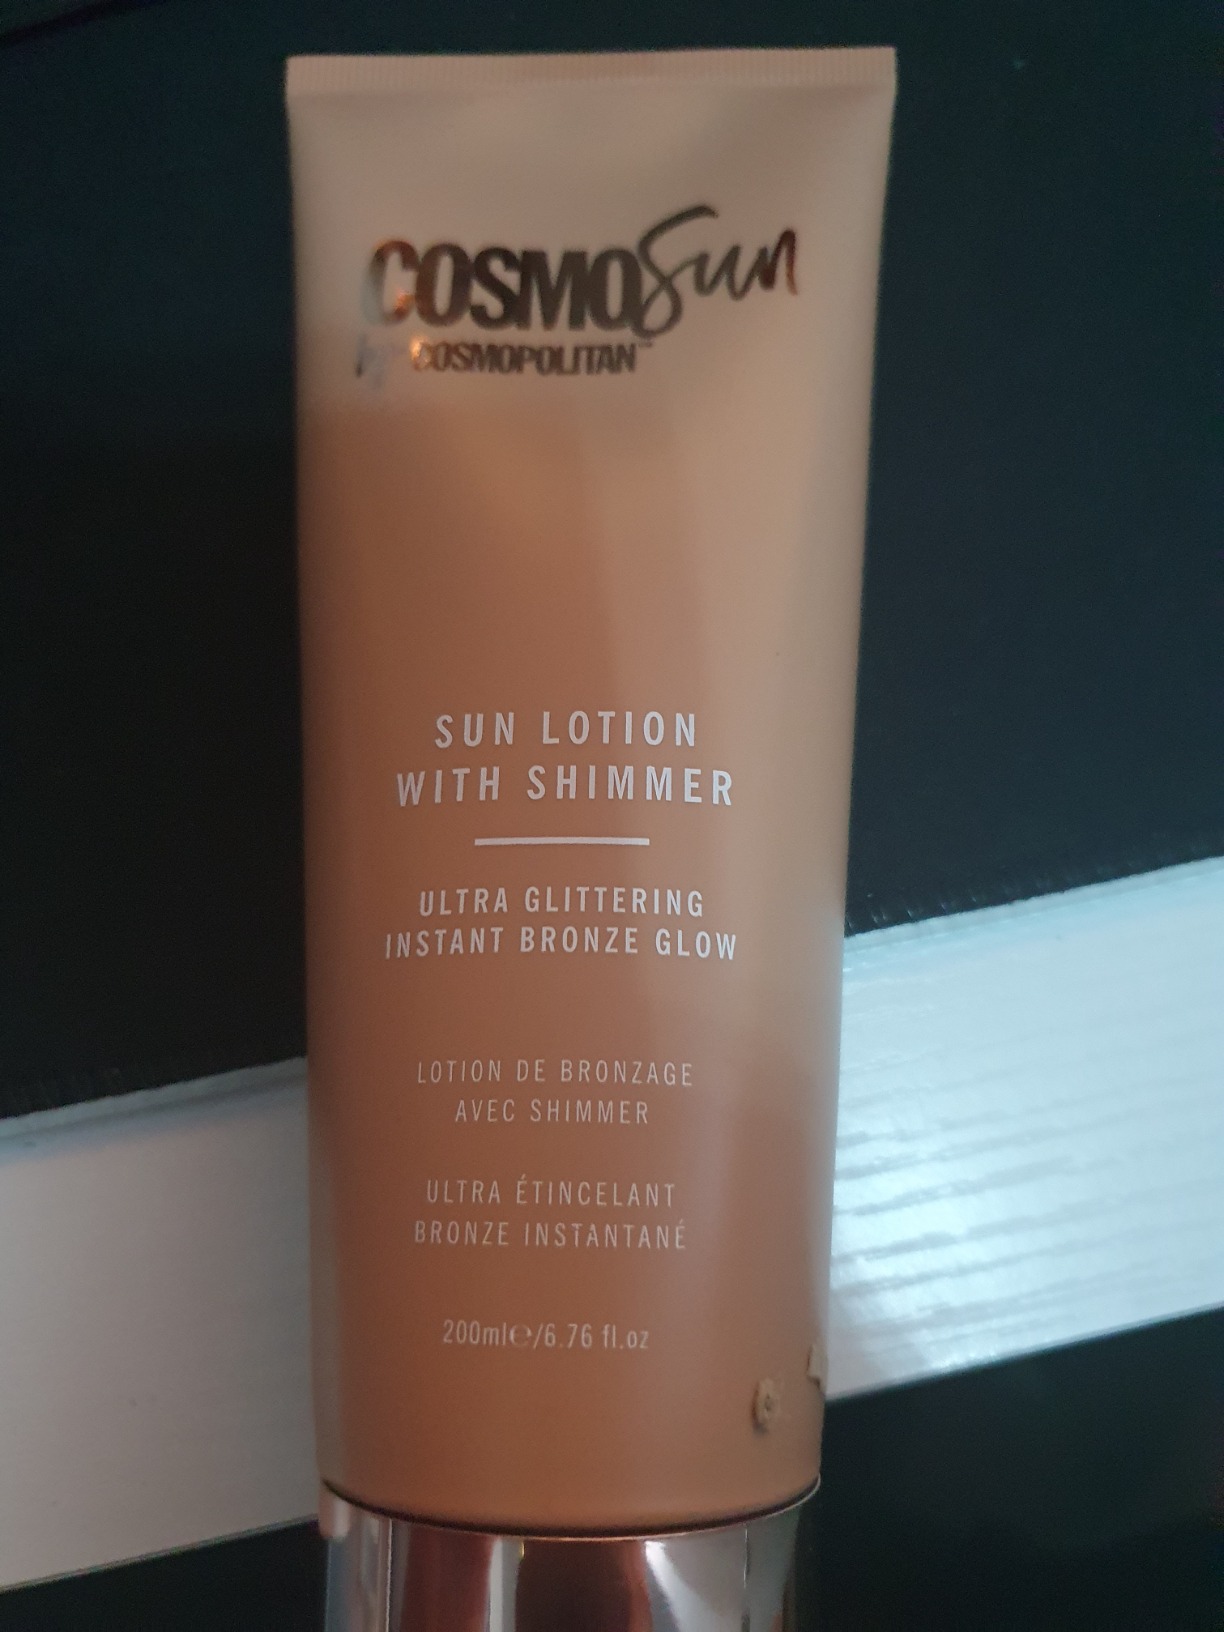 COSMOSun
by COSMOPOLITAN™
SUN LOTION
WITH SHIMMER
ULTRA GLITTERING
INSTANT BRONZE GLOW
LOTION DE BRONZAGE
AVEC SHIMMER
ULTRA ÉTINCELANT
BRONZE INSTANTANÉ
200ml℮/6.76 fl.oz